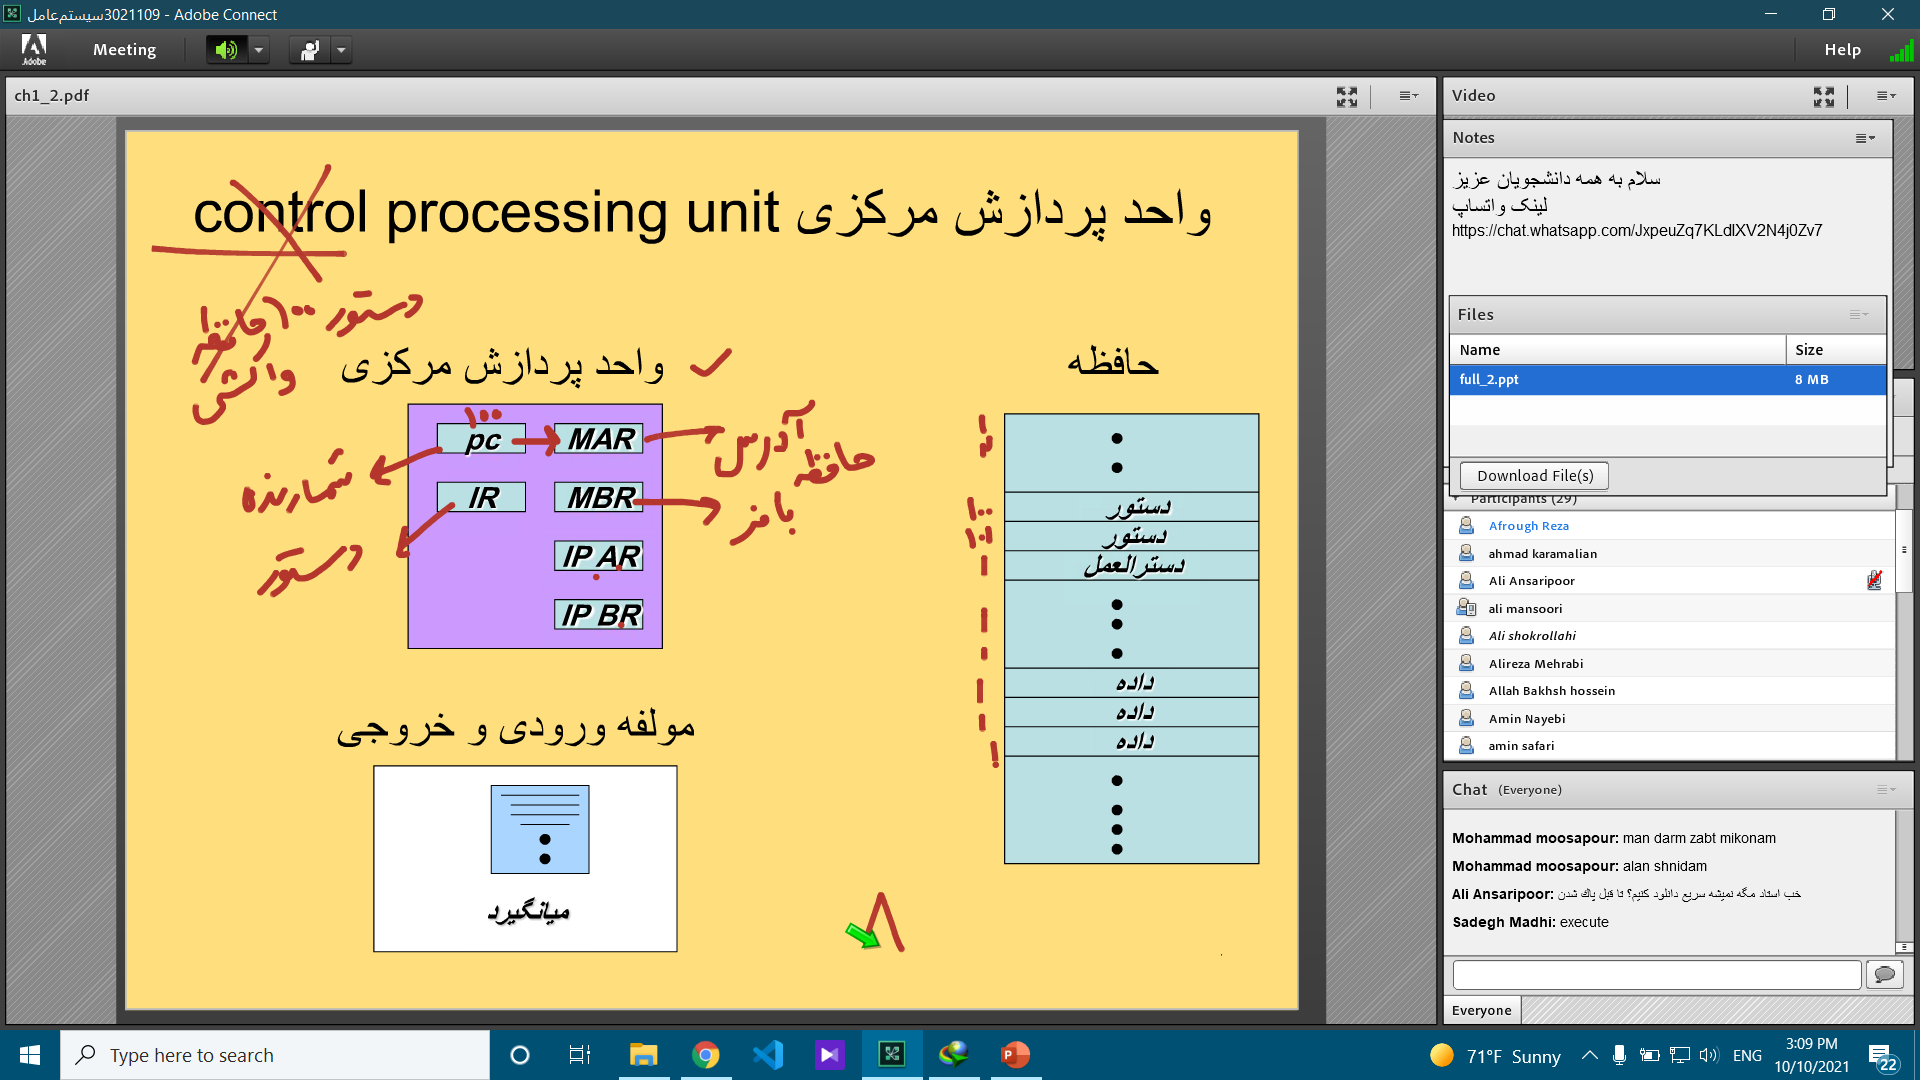 سیستم‌عامل3021109 - Adobe Connect
Adobe
Meeting
Help
ch1_2.pdf
control processing unit واحد پردازش مرکزی
دستور ۱۰۰ حافظه
واکشی
واحد پردازش مرکزی
۱۰۰
pc
MAR
آدرس
حافظه
شمارنده
IR
MBR
بافر
دستور
IP AR
IP BR
مولفه ورودی و خروجی
میانگیرد
حافظه
۱
۲
۱۰۰
دستور
۱۰۱
دستور
دسترالعمل
داده
داده
داده
Video
Notes
سلام به همه دانشجویان عزیز
لینک واتساپ
https://chat.whatsapp.com/JxpeuZq7KLdIXV2N4j0Zv7
Files
Name
Size
full_2.ppt
8 MB
Download File(s)
Participants (29)
Afrough Reza
ahmad karamalian
Ali Ansaripoor
ali mansoori
Ali shokrollahi
Alireza Mehrabi
Allah Bakhsh hossein
Amin Nayebi
amin safari
Chat (Everyone)
Mohammad moosapour: man darm zabt mikonam
Mohammad moosapour: alan shnidam
Ali Ansaripoor: خب استاد مگه نمیشه سریع دانلود کنیم؟ تا قبل پاک شدن
Sadegh Madhi: execute
Everyone
Type here to search
71°F Sunny
ENG
3:09 PM
10/10/2021
22